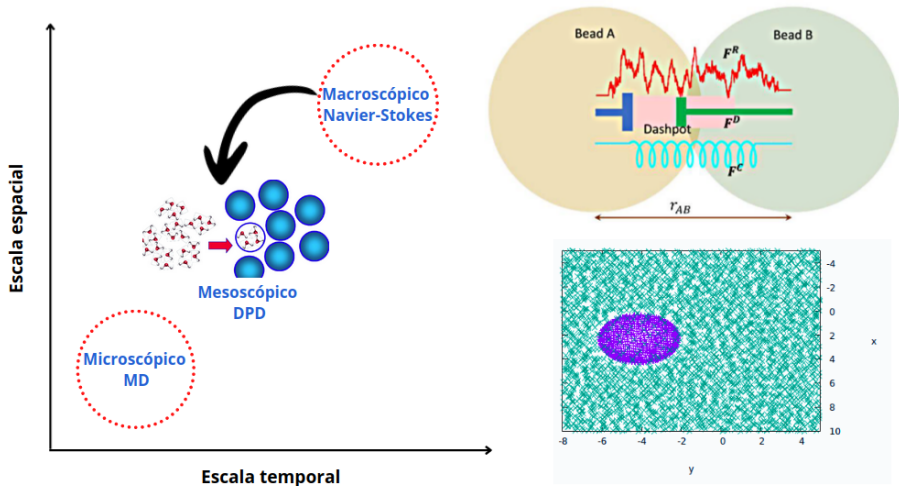 Escala espacial
Macroscópico
Navier-Stokes
Mesoscópico
DPD
Microscópico
MD
Escala temporal
Bead A
Bead B
F^R
F^D
Dashpot
F^C
r_AB
-4
-2
0
2
4
6
8
10
x
-8
-6
-4
-2
0
2
4
y